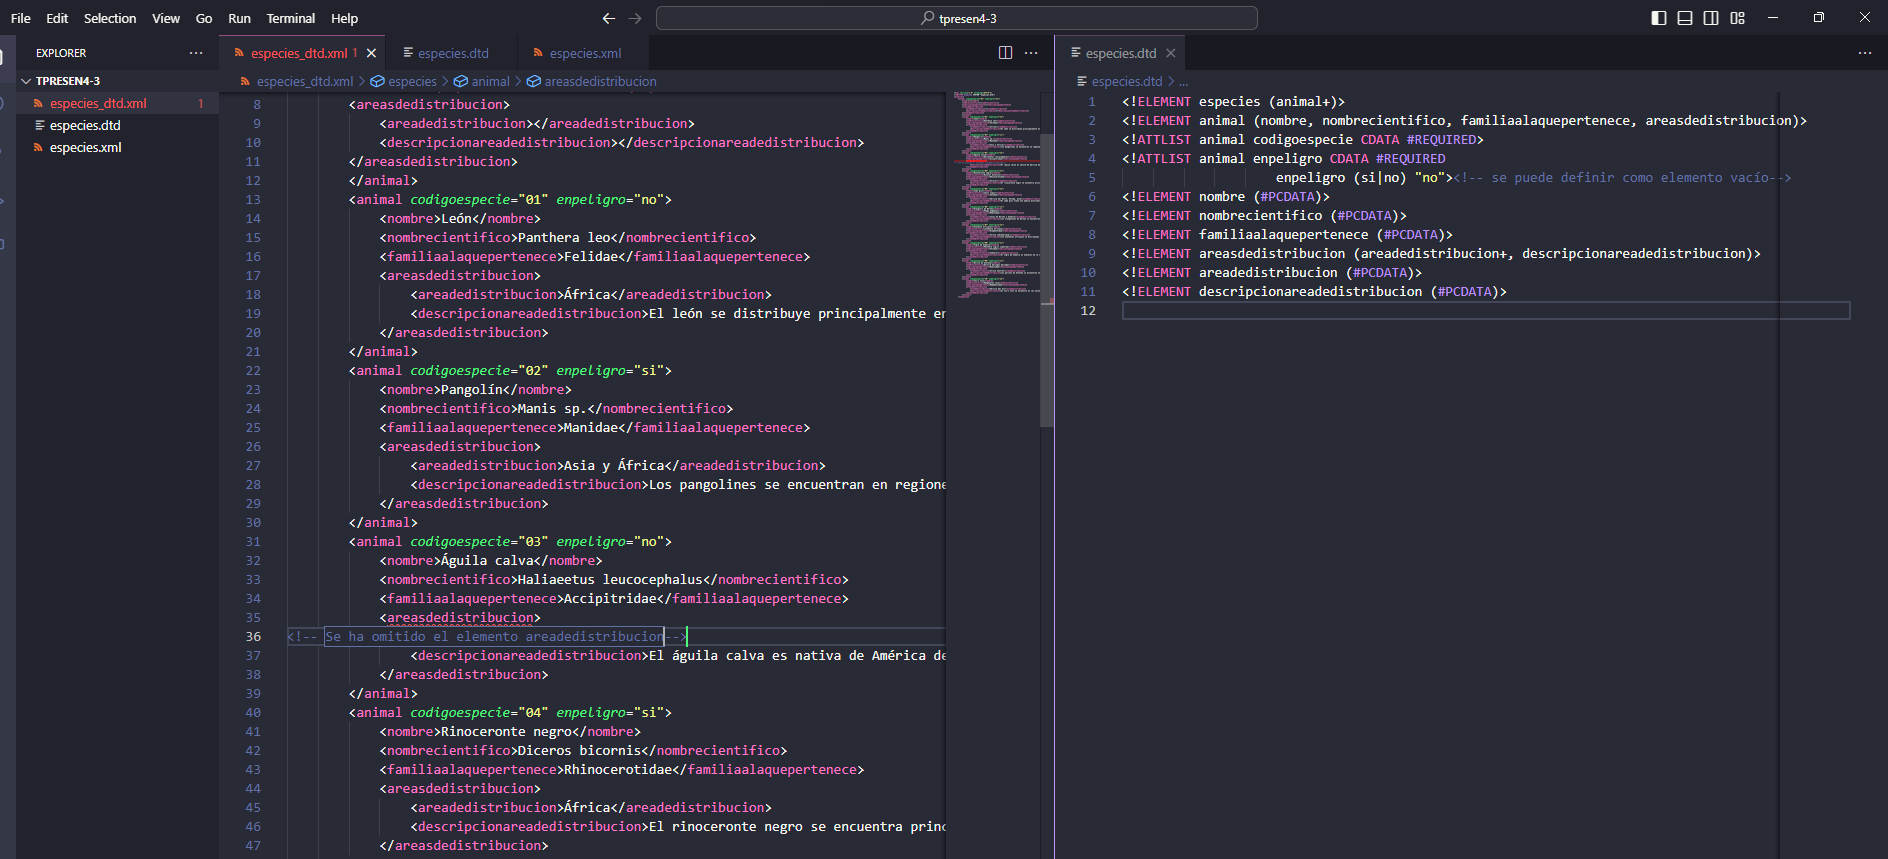 File Edit Selection View Go Run Terminal Help
tpresen4-3
EXPLORER
TPRESEN4-3
especies_dtd.xml 1
especies.dtd
especies.xml
especies_dtd.xml 1
especies.dtd
especies.xml
especies_dtd.xml > especies > animal > areasdedistribucion
8 <areasdedistribucion>
9 <areadedistribucion></areadedistribucion>
10 <descripcionareadedistribucion></descripcionareadedistribucion>
11 </areasdedistribucion>
12 </animal>
13 <animal codigoespecie="01" enpeligro="no">
14 <nombre>León</nombre>
15 <nombrecientifico>Panthera leo</nombrecientifico>
16 <familiaalaquepertenece>Felidae</familiaalaquepertenece>
17 <areasdedistribucion>
18 <areadedistribucion>África</areadedistribucion>
19 <descripcionareadedistribucion>El león se distribuye principalmente en
20 </areasdedistribucion>
21 </animal>
22 <animal codigoespecie="02" enpeligro="si">
23 <nombre>Pangolín</nombre>
24 <nombrecientifico>Manis sp.</nombrecientifico>
25 <familiaalaquepertenece>Manidae</familiaalaquepertenece>
26 <areasdedistribucion>
27 <areadedistribucion>Asia y África</areadedistribucion>
28 <descripcionareadedistribucion>Los pangolines se encuentran en regione
29 </areasdedistribucion>
30 </animal>
31 <animal codigoespecie="03" enpeligro="no">
32 <nombre>Águila calva</nombre>
33 <nombrecientifico>Haliaeetus leucocephalus</nombrecientifico>
34 <familiaalaquepertenece>Accipitridae</familiaalaquepertenece>
35 <areasdedistribucion>
36 <!-- Se ha omitido el elemento areadedistribucion-->
37 <descripcionareadedistribucion>El águila calva es nativa de América de
38 </areasdedistribucion>
39 </animal>
40 <animal codigoespecie="04" enpeligro="si">
41 <nombre>Rinoceronte negro</nombre>
42 <nombrecientifico>Diceros bicornis</nombrecientifico>
43 <familiaalaquepertenece>Rhinocerotidae</familiaalaquepertenece>
44 <areasdedistribucion>
45 <areadedistribucion>África</areadedistribucion>
46 <descripcionareadedistribucion>El rinoceronte negro se encuentra princ
47 </areasdedistribucion>
especies.dtd
especies.dtd > ...
1 <!ELEMENT especies (animal+)>
2 <!ELEMENT animal (nombre, nombrecientifico, familiaalaquepertenece, areasdedistribucion)>
3 <!ATTLIST animal codigoespecie CDATA #REQUIRED>
4 <!ATTLIST animal enpeligro CDATA #REQUIRED
5 enpeligro (si|no) "no"><!-- se puede definir como elemento vacío-->
6 <!ELEMENT nombre (#PCDATA)>
7 <!ELEMENT nombrecientifico (#PCDATA)>
8 <!ELEMENT familiaalaquepertenece (#PCDATA)>
9 <!ELEMENT areasdedistribucion (areadedistribucion+, descripcionareadedistribucion)>
10 <!ELEMENT areadedistribucion (#PCDATA)>
11 <!ELEMENT descripcionareadedistribucion (#PCDATA)>
12